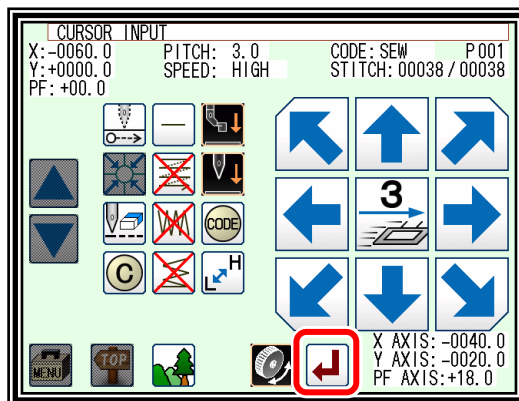 CURSOR INPUT
X:-0060.0 PITCH: 3.0 CODE:SEW P001
Y:+0000.0 SPEED: HIGH STITCH:00038/00038
PF:+00.0
3
CODE
C
H
L
MENU
TOP
X AXIS:-0040.0
Y AXIS:-0020.0
PF AXIS:+18.0